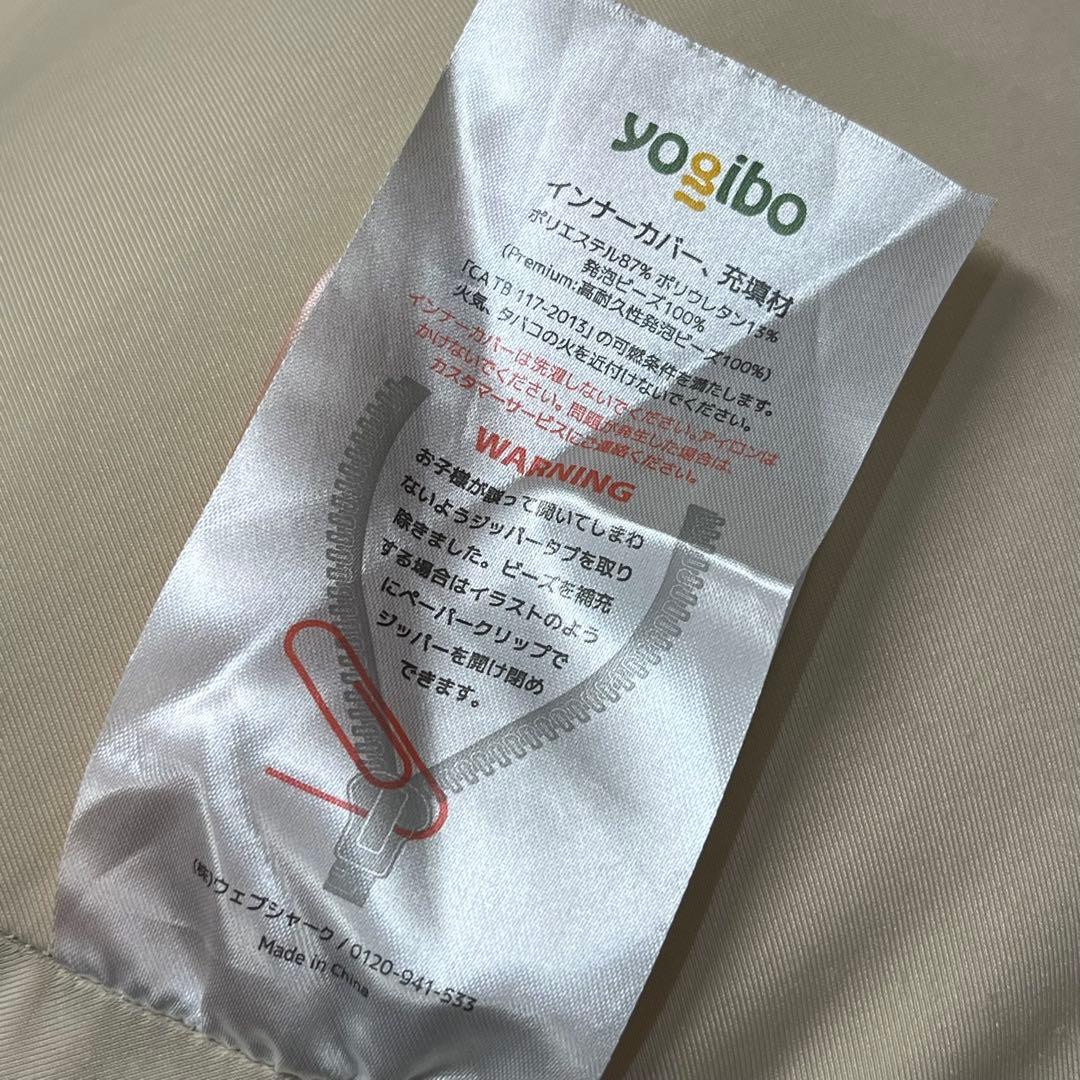 yogibo
インナーカバー、充填材
ポリエステル87% ポリウレタン13%
発泡ビーズ100%
(Premium:高耐久性発泡ビーズ100%)
「CA TB 117-2013」の可燃条件を満たします。
火気、タバコの火を近付けないでください。
インナーカバーは洗濯しないでください。アイロンは
かけないでください。問題が発生した場合は、
カスタマーサービスにご連絡ください。
WARNING
お子様が誤って開いてしまわ
ないようジッパータブを取り
除きました。ビーズを補充
する場合はイラストのよう
にペーパークリップで
ジッパーを開け閉め
できます。
(株)ウェブシャーク / 0120-941-533
Made in China